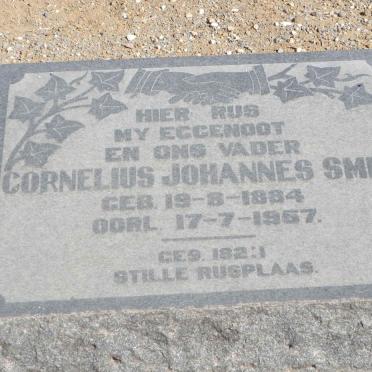 HIER RUS
MY EGGENOOT
EN ONS VADER
CORNELIUS JOHANNES SMI
GEB. 19-8-1884
OORL. 17-7-1957.
GES. 182:1
STILLE RUSPLAAS.